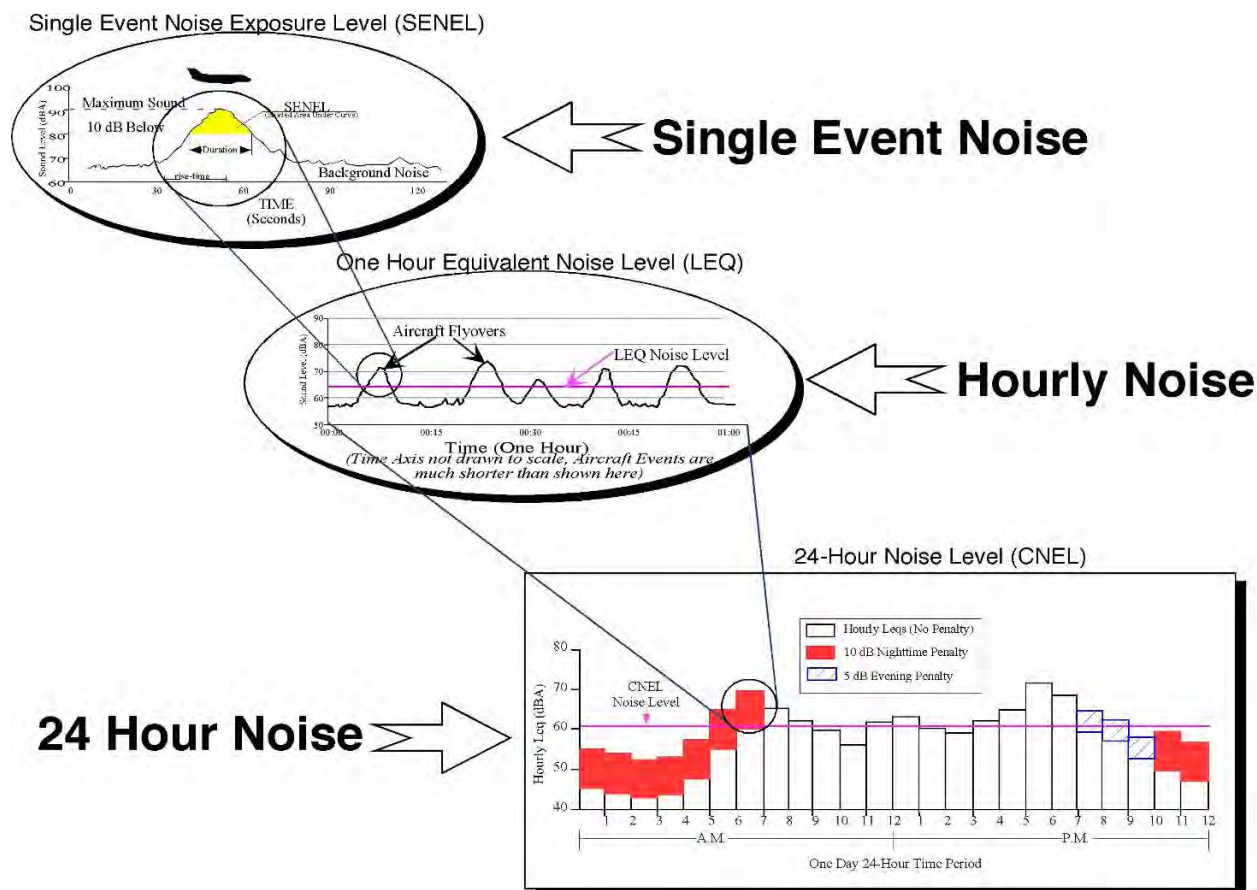 Single Event Noise Exposure Level (SENEL)
100
90
80
70
60
Sound Level (dBA)
Maximum Sound
10 dB Below
SENEL
(Shaded Area Under Curve)
Duration
rise-time
Background Noise
0
30
60
90
120
TIME
(Seconds)
Single Event Noise
One Hour Equivalent Noise Level (LEQ)
90
80
70
60
50
Sound Level (dBA)
Aircraft Flyovers
LEQ Noise Level
00:00
00:15
00:30
00:45
01:00
Time (One Hour)
(Time Axis not drawn to scale, Aircraft Events are
much shorter than shown here)
Hourly Noise
24-Hour Noise Level (CNEL)
Hourly Leqs (No Penalty)
10 dB Nighttime Penalty
5 dB Evening Penalty
80
70
60
50
40
Hourly Leq (dBA)
CNEL
Noise Level
1 2 3 4 5 6 7 8 9 10 11 12 1 2 3 4 5 6 7 8 9 10 11 12
A.M.
P.M.
One Day 24-Hour Time Period
24 Hour Noise